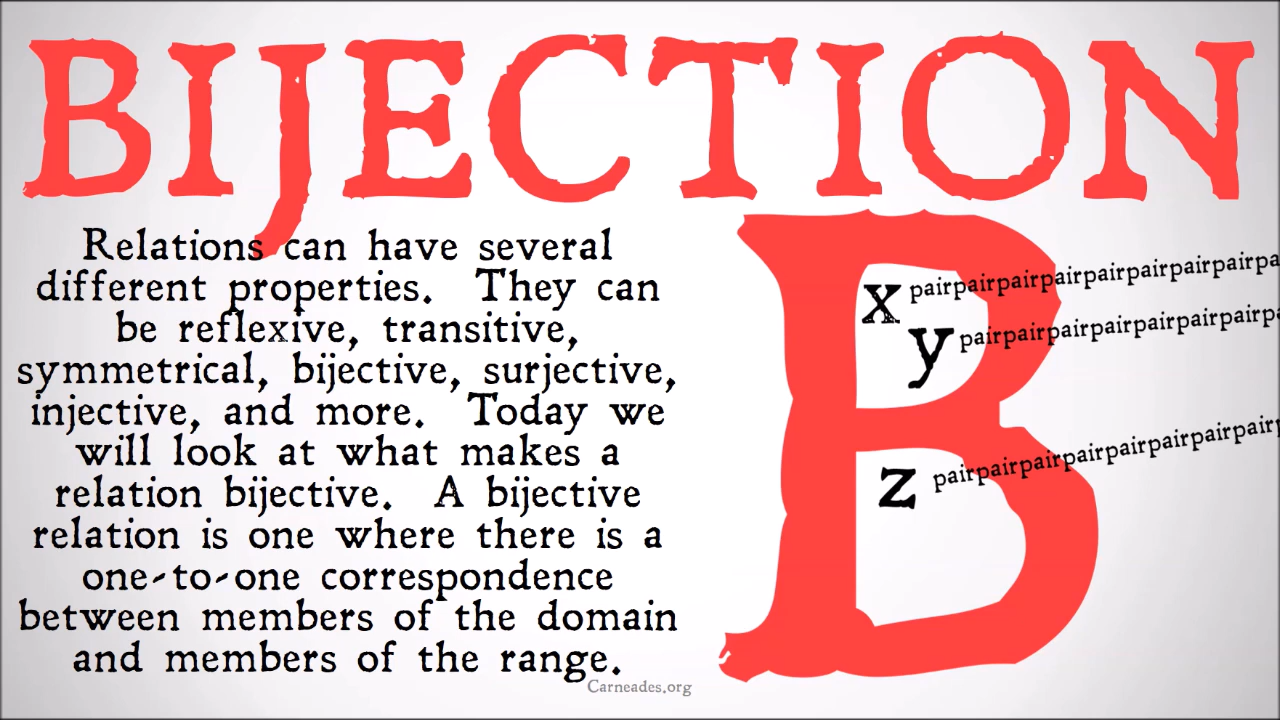 BIJECTION
Relations can have several
different properties. They can
be reflexive, transitive,
symmetrical, bijective, surjective,
injective, and more. Today we
will look at what makes a
relation bijective. A bijective
relation is one where there is a
one-to-one correspondence
between members of the domain
and members of the range.
B
x pairpairpairpairpairpairpairpairpa
y pairpairpairpairpairpairpairpa
z pairpairpairpairpairpairpairpair
Carneades.org